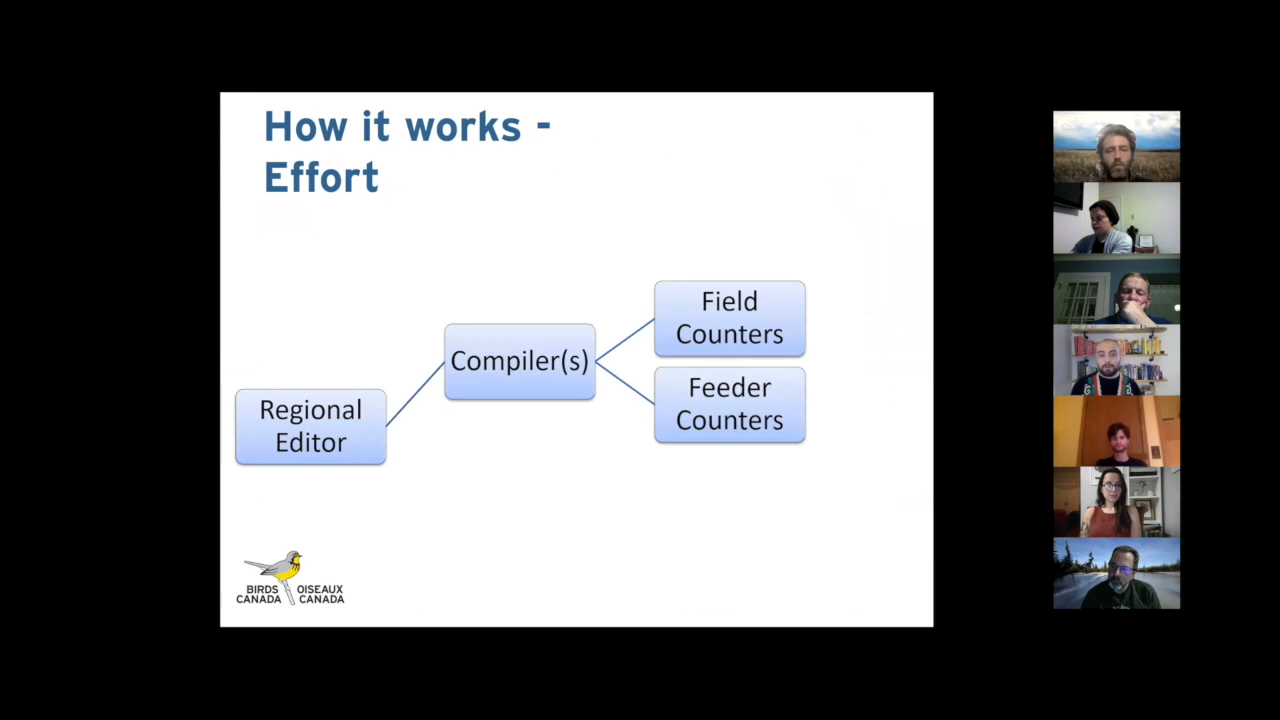 How it works -
Effort
Field
Counters
Compiler(s)
Feeder
Counters
Regional
Editor
BIRDS OISEAUX
CANADA CANADA